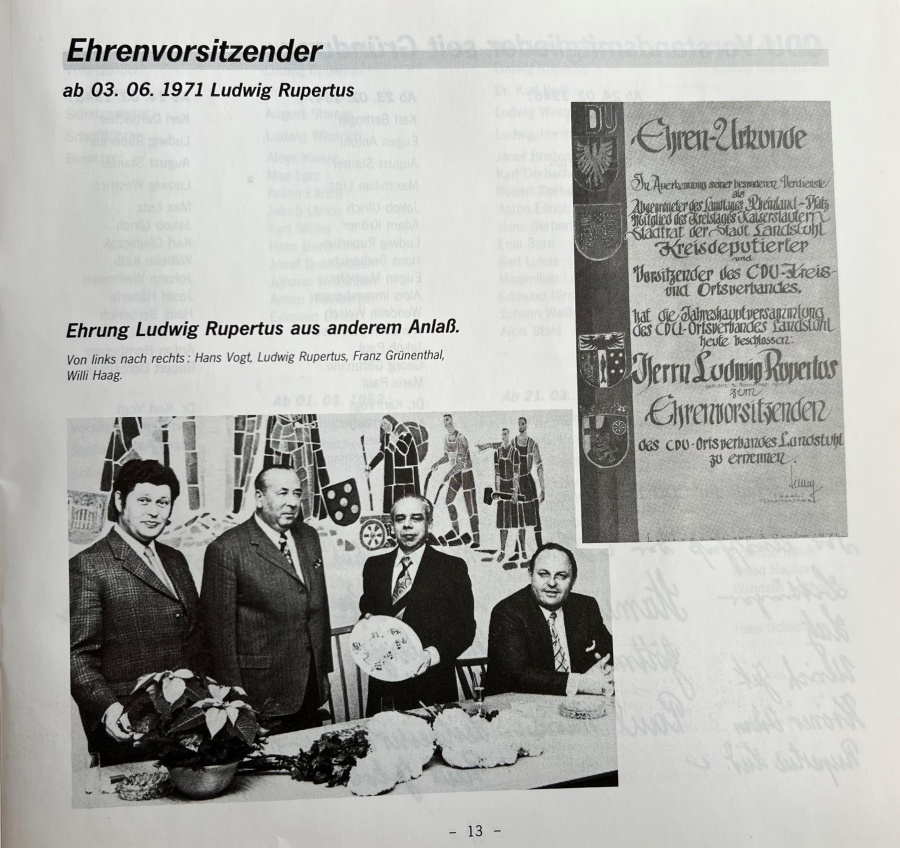 Ehrenvorsitzender
ab 03. 06. 1971 Ludwig Rupertus
DU
Ehren-Urkunde
In Anerkennung seiner besonderen Verdienste
als
Abgeordneter des Landtages Rheinland-Pfalz
Mitglied des Kreistages Kaiserslautern
Stadtrat der Stadt Landstuhl
Kreisdeputierter
und
Vorsitzender des CDU-Kreis-
und Ortsverbandes,
hat die Jahreshauptversammlung
des CDU-Ortsverbandes Landstuhl
heute beschlossen:
Herrn Ludwig Rupertus
zum
Ehrenvorsitzenden
des CDU-Ortsverbandes Landstuhl
zu ernennen.
Ehrung Ludwig Rupertus aus anderem Anlaß.
Von links nach rechts: Hans Vogt, Ludwig Rupertus, Franz Grünenthal,
Willi Haag.
- 13 -